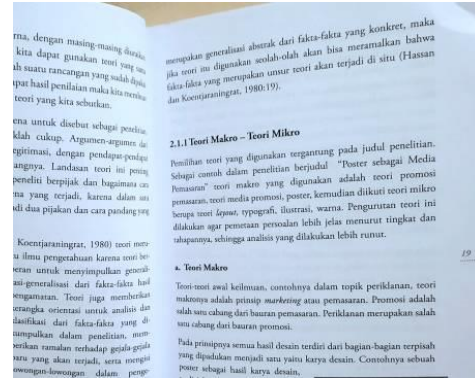 rna, dengan masing-masing
kita dapat gunakan teori yang
h suatu rancangan yang sudah
pat hasil penilaian maka kita
teori yang kita sebutkan.
ena untuk disebut sebagai
klah cukup. Argumen-argumen
egitimasi, dengan pendapat-pendapat
angnya. Landasan teori ini penting
peneliti berpijak dan bagaimana
na yang terjadi, karena dalam
di dua pijakan dan cara pandang yang
Koentjaraningrat, 1980) teori
u ilmu pengetahuan karena teori
eran untuk menyimpulkan
asi-generalisasi dari fakta-fakta hasil
engamatan. Teori juga memberikan
erangka orientasi untuk analisis dan
lasifikasi dari fakta-fakta yang
umpulkan dalam penelitian,
erikan ramalan terhadap gejala-gejala
baru yang akan terjadi, serta mengisi
owongan-lowongan dalam
merupakan generalisasi abstrak dari fakta-fakta yang konkret, maka
jika teori itu digunakan seolah-olah akan bisa meramalkan bahwa
fakta-fakta yang merupakan unsur teori akan terjadi di situ (Hassan
dan Koentjaraningrat, 1980:19).
2.1.1 Teori Makro – Teori Mikro
Pemilihan teori yang digunakan tergantung pada judul penelitian.
Sebagai contoh dalam penelitian berjudul "Poster sebagai Media
Pemasaran" teori makro yang digunakan adalah teori promosi
pemasaran, teori media promosi, poster, kemudian diikuti teori mikro
berupa teori layout, typografi, ilustrasi, warna. Pengurutan teori ini
dilakukan agar pemetaan persoalan lebih jelas menurut tingkat dan
tahapannya, sehingga analisis yang dilakukan lebih runut.
19
a. Teori Makro
Teori-teori awal keilmuan, contohnya dalam topik periklanan, teori
makronya adalah prinsip marketing atau pemasaran. Promosi adalah
salah satu cabang dari bauran pemasaran. Periklanan merupakan salah
satu cabang dari bauran promosi.
Pada prinsipnya semua hasil desain terdiri dari bagian-bagian terpisah
yang dipadukan menjadi satu yaitu karya desain. Contohnya sebuah
poster sebagai hasil karya desain,